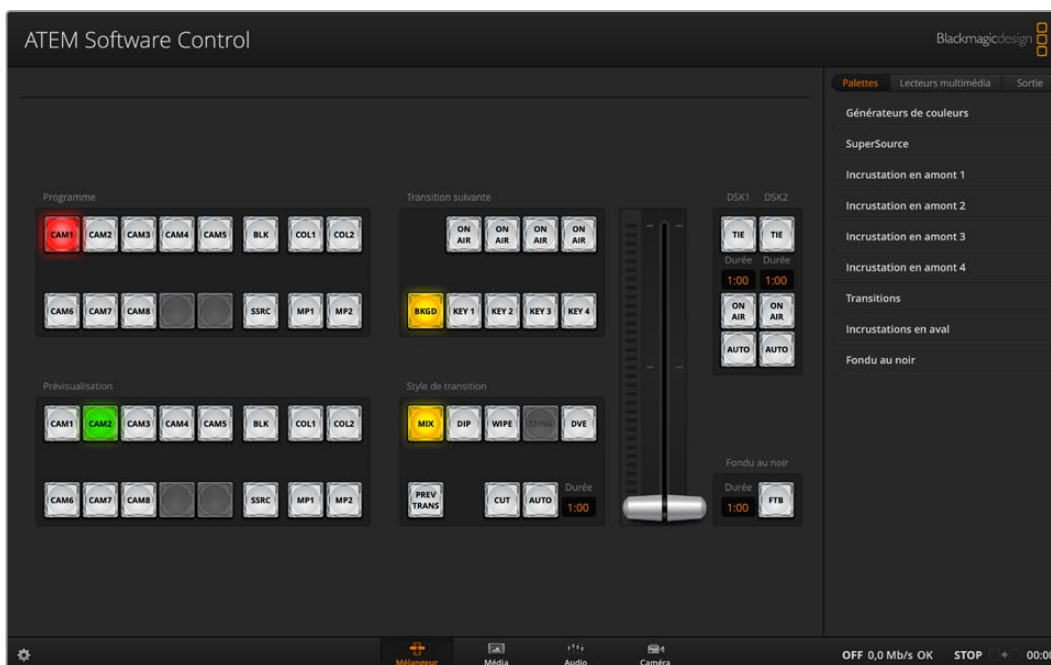 ATEM Software Control
Blackmagicdesign
Palettes Lecteurs multimédia Sortie
Générateurs de couleurs
SuperSource
Incrustation en amont 1
Incrustation en amont 2
Incrustation en amont 3
Incrustation en amont 4
Transitions
Incrustations en aval
Fondu au noir
Programme
CAM1 CAM2 CAM3 CAM4 CAM5 BLK COL1 COL2
CAM6 CAM7 CAM8 SSRC MP1 MP2
Transition suivante
ON AIR ON AIR ON AIR ON AIR
BKGD KEY 1 KEY 2 KEY 3 KEY 4
DSK1 DSK2
TIE TIE
Durée Durée
1:00 1:00
ON AIR ON AIR
AUTO AUTO
Prévisualisation
CAM1 CAM2 CAM3 CAM4 CAM5 BLK COL1 COL2
CAM6 CAM7 CAM8 SSRC MP1 MP2
Style de transition
MIX DIP WIPE STING DVE
PREV TRANS CUT AUTO Durée 1:00
Fondu au noir
Durée
1:00 FTB
Mélangeur Média Audio Caméra
OFF 0,0 Mb/s OK STOP 00:00